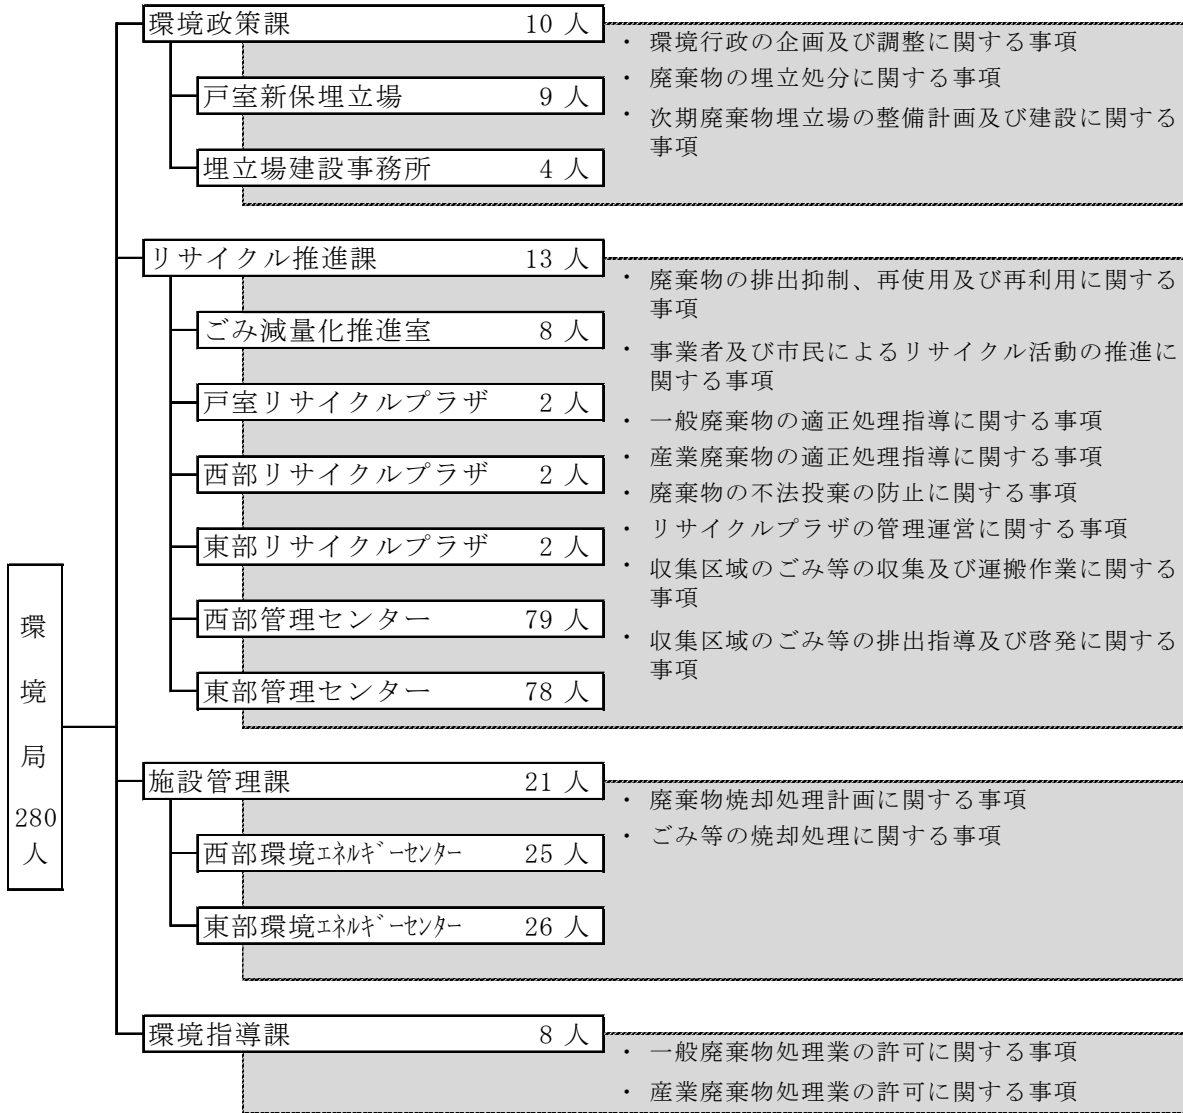 環境局
280
人
環境政策課 10 人
戸室新保埋立場 9 人
埋立場建設事務所 4 人
・ 環境行政の企画及び調整に関する事項
・ 廃棄物の埋立処分に関する事項
・ 次期廃棄物埋立場の整備計画及び建設に関する
事項
リサイクル推進課 13 人
ごみ減量化推進室 8 人
戸室リサイクルプラザ 2 人
西部リサイクルプラザ 2 人
東部リサイクルプラザ 2 人
西部管理センター 79 人
東部管理センター 78 人
・ 廃棄物の排出抑制、再使用及び再利用に関する
事項
・ 事業者及び市民によるリサイクル活動の推進に
関する事項
・ 一般廃棄物の適正処理指導に関する事項
・ 産業廃棄物の適正処理指導に関する事項
・ 廃棄物の不法投棄の防止に関する事項
・ リサイクルプラザの管理運営に関する事項
・ 収集区域のごみ等の収集及び運搬作業に関する
事項
・ 収集区域のごみ等の排出指導及び啓発に関する
事項
施設管理課 21 人
西部環境ｴﾈﾙｷﾞｰｾﾝﾀｰ 25 人
東部環境ｴﾈﾙｷﾞｰｾﾝﾀｰ 26 人
・ 廃棄物焼却処理計画に関する事項
・ ごみ等の焼却処理に関する事項
環境指導課 8 人
・ 一般廃棄物処理業の許可に関する事項
・ 産業廃棄物処理業の許可に関する事項